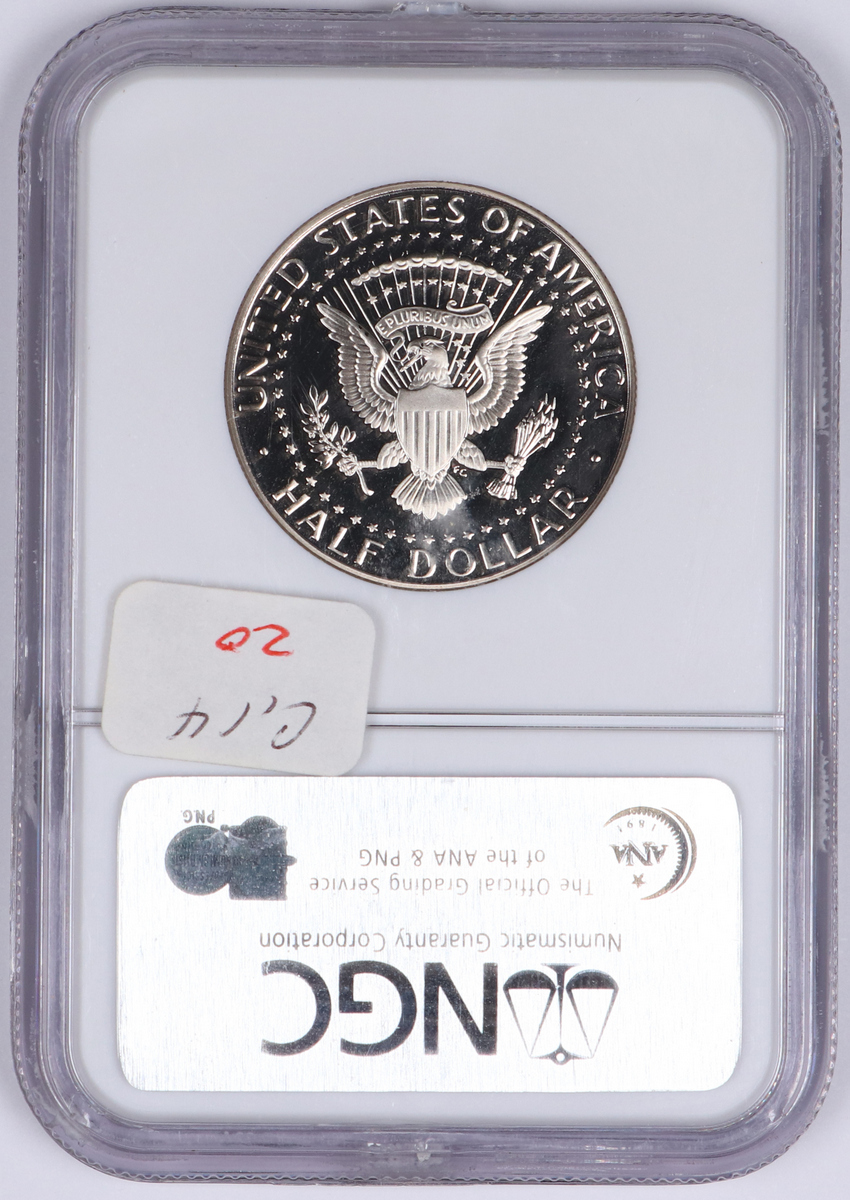 UNITED STATES OF AMERICA
E PLURIBUS UNUM
FG
HALF DOLLAR
20
C,14
NGC
Numismatic Guaranty Corporation
The Official Grading Service
of the ANA & PNG
ANA
1891
PNG